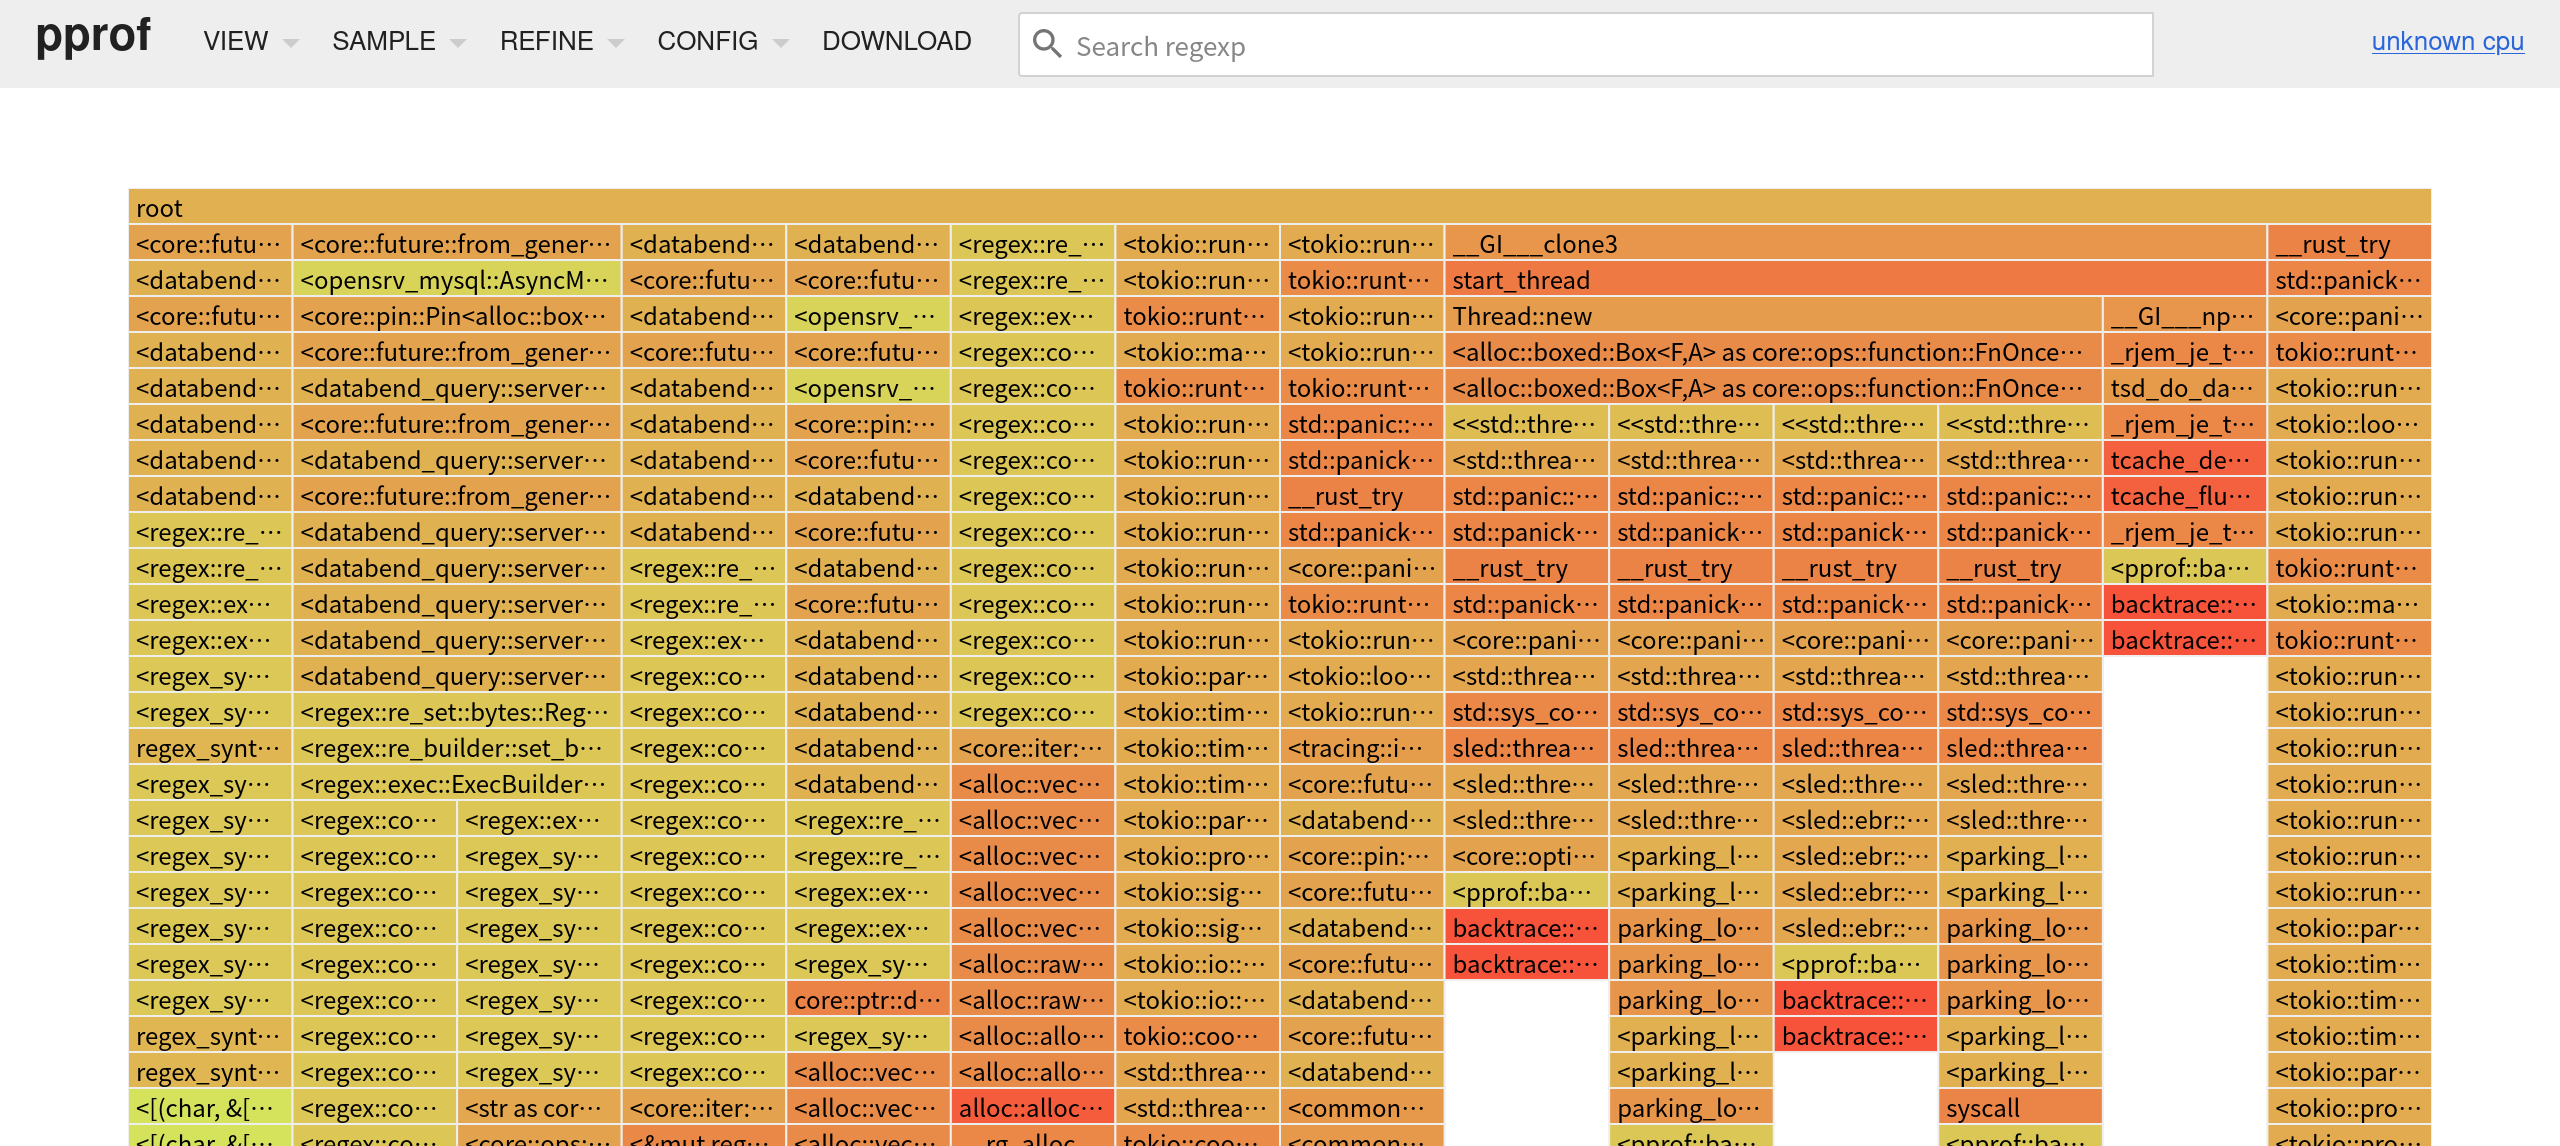 pprof VIEW SAMPLE REFINE CONFIG DOWNLOAD Search regexp unknown cpu
root
<core::futu··· <core::future::from_gener··· <databend··· <databend··· <regex::re_··· <tokio::run··· <tokio::run··· __GI___clone3 __rust_try
<databend··· <opensrv_mysql::AsyncM··· <core::futu··· <core::futu··· <regex::re_··· <tokio::run··· tokio::runt··· start_thread std::panick···
<core::futu··· <core::pin::Pin<alloc::box··· <databend··· <opensrv_··· <regex::ex··· tokio::runt··· <tokio::run··· Thread::new __GI___np··· <core::pani···
<databend··· <core::future::from_gener··· <core::futu··· <core::futu··· <regex::co··· <tokio::ma··· <tokio::run··· <alloc::boxed::Box<F,A> as core::ops::function::FnOnce··· _rjem_je_t··· tokio::runt···
<databend··· <databend_query::server··· <databend··· <opensrv_··· <regex::co··· tokio::runt··· tokio::runt··· <alloc::boxed::Box<F,A> as core::ops::function::FnOnce··· tsd_do_da··· <tokio::run···
<databend··· <core::future::from_gener··· <databend··· <core::pin:··· <regex::co··· <tokio::run··· std::panic::··· <<std::thre··· <<std::thre··· <<std::thre··· <<std::thre··· _rjem_je_t··· <tokio::loo···
<databend··· <databend_query::server··· <databend··· <core::futu··· <regex::co··· <tokio::run··· std::panick··· <std::threa··· <std::threa··· <std::threa··· <std::threa··· tcache_de··· <tokio::run···
<databend··· <core::future::from_gener··· <databend··· <databend··· <regex::co··· <tokio::run··· __rust_try std::panic::··· std::panic::··· std::panic::··· std::panic::··· tcache_flu··· <tokio::run···
<regex::re_··· <databend_query::server··· <databend··· <core::futu··· <regex::co··· <tokio::run··· std::panick··· std::panick··· std::panick··· std::panick··· std::panick··· _rjem_je_t··· <tokio::run···
<regex::re_··· <databend_query::server··· <regex::re_··· <databend··· <regex::co··· <tokio::run··· <core::pani··· __rust_try __rust_try __rust_try __rust_try <pprof::ba··· tokio::runt···
<regex::ex··· <databend_query::server··· <regex::re_··· <core::futu··· <regex::co··· <tokio::run··· tokio::runt··· std::panick··· std::panick··· std::panick··· std::panick··· backtrace::··· <tokio::ma···
<regex::ex··· <databend_query::server··· <regex::ex··· <databend··· <regex::co··· <tokio::run··· <tokio::run··· <core::pani··· <core::pani··· <core::pani··· <core::pani··· backtrace::··· tokio::runt···
<regex_sy··· <databend_query::server··· <regex::co··· <databend··· <regex::co··· <tokio::par··· <tokio::loo··· <std::threa··· <std::threa··· <std::threa··· <std::threa··· <tokio::run···
<regex_sy··· <regex::re_set::bytes::Reg··· <regex::co··· <databend··· <regex::co··· <tokio::tim··· <tokio::run··· std::sys_co··· std::sys_co··· std::sys_co··· std::sys_co··· <tokio::run···
regex_synt··· <regex::re_builder::set_b··· <regex::co··· <databend··· <core::iter:··· <tokio::tim··· <tracing::i··· sled::threa··· sled::threa··· sled::threa··· sled::threa··· <tokio::run···
<regex_sy··· <regex::exec::ExecBuilder··· <regex::co··· <databend··· <alloc::vec··· <tokio::tim··· <core::futu··· <sled::thre··· <sled::thre··· <sled::thre··· <sled::thre··· <tokio::run···
<regex_sy··· <regex::co··· <regex::ex··· <regex::co··· <regex::re_··· <alloc::vec··· <tokio::par··· <databend··· <sled::thre··· <sled::thre··· <sled::ebr::··· <sled::thre··· <tokio::run···
<regex_sy··· <regex::co··· <regex_sy··· <regex::co··· <regex::re_··· <alloc::vec··· <tokio::pro··· <core::pin:··· <core::opti··· <parking_l··· <sled::ebr::··· <parking_l··· <tokio::run···
<regex_sy··· <regex::co··· <regex_sy··· <regex::co··· <regex::ex··· <alloc::vec··· <tokio::sig··· <core::futu··· <pprof::ba··· <parking_l··· <sled::ebr::··· <parking_l··· <tokio::run···
<regex_sy··· <regex::co··· <regex_sy··· <regex::co··· <regex::ex··· <alloc::vec··· <tokio::sig··· <databend··· backtrace::··· parking_lo··· <sled::ebr::··· parking_lo··· <tokio::par···
<regex_sy··· <regex::co··· <regex_sy··· <regex::co··· <regex_sy··· <alloc::raw··· <tokio::io::··· <core::futu··· backtrace::··· parking_lo··· <pprof::ba··· parking_lo··· <tokio::tim···
<regex_sy··· <regex::co··· <regex_sy··· <regex::co··· core::ptr::d··· <alloc::raw··· <tokio::io::··· <databend··· parking_lo··· backtrace::··· parking_lo··· <tokio::tim···
regex_synt··· <regex::co··· <regex_sy··· <regex::co··· <regex_sy··· <alloc::allo··· tokio::coo··· <core::futu··· <parking_l··· backtrace::··· <parking_l··· <tokio::tim···
regex_synt··· <regex::co··· <regex_sy··· <regex::co··· <alloc::vec··· <alloc::allo··· <std::threa··· <databend··· <parking_l··· <parking_l··· <tokio::par···
<[(char, &[··· <regex::co··· <str as cor··· <core::iter:··· <alloc::vec··· alloc::alloc··· <std::threa··· <common··· parking_lo··· syscall <tokio::pro···
<[(char, &[··· <regex::co··· <core::ops:··· <&mut reg··· <alloc::vec··· __rg_alloc tokio::coo··· <common··· <pprof::ba··· <pprof::ba··· <tokio::pro···